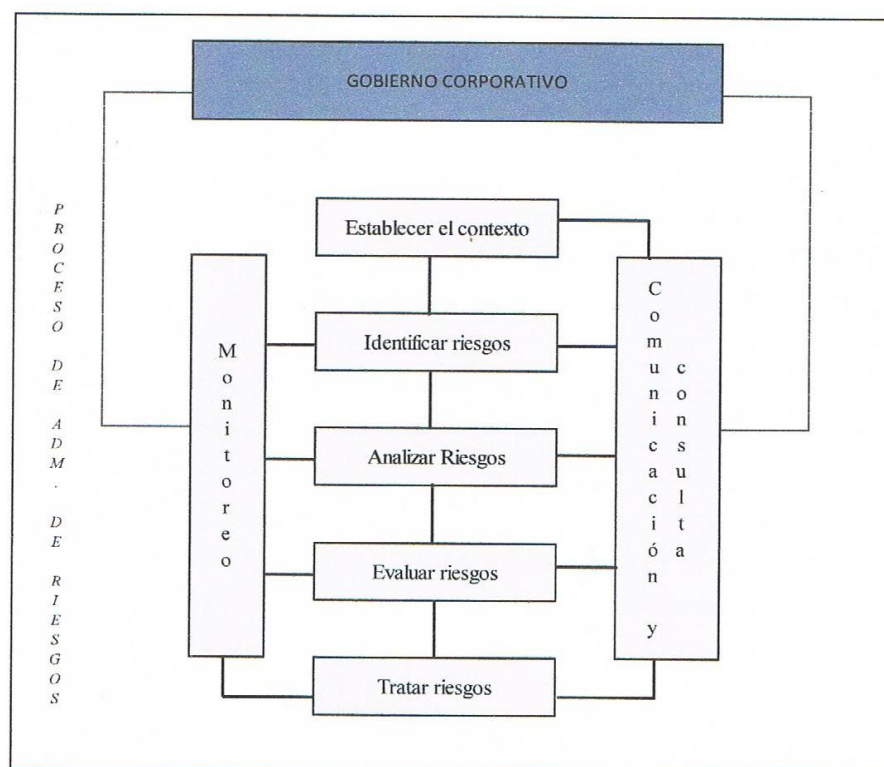 GOBIERNO CORPORATIVO
PROCESO DE ADM. DE RIESGOS
Establecer el contexto
Identificar riesgos
Analizar Riesgos
Evaluar riesgos
Tratar riesgos
Monitoreo
Comunicación y
consulta